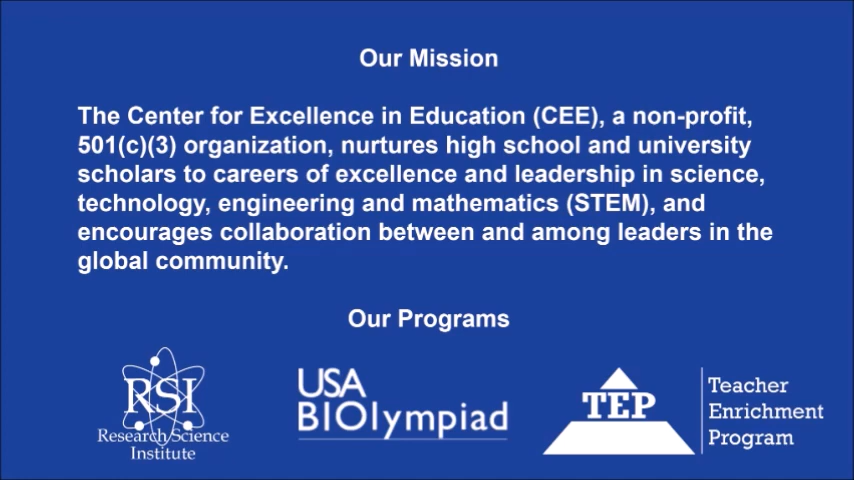 Our Mission
The Center for Excellence in Education (CEE), a non-profit,
501(c)(3) organization, nurtures high school and university
scholars to careers of excellence and leadership in science,
technology, engineering and mathematics (STEM), and
encourages collaboration between and among leaders in the
global community.
Our Programs
RSI
Research Science
Institute
USA
BIOlympiad
TEP
Teacher
Enrichment
Program